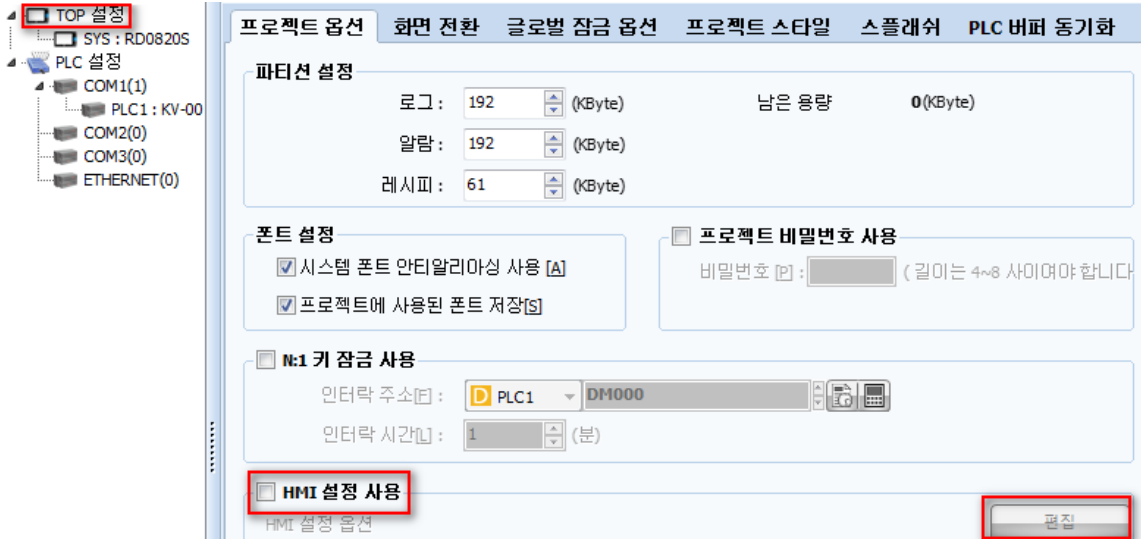 TOP 설정
SYS : RD0820S
PLC 설정
COM1(1)
PLC1 : KV-00
COM2(0)
COM3(0)
ETHERNET(0)
프로젝트 옵션 화면 전환 글로벌 잠금 옵션 프로젝트 스타일 스플래쉬 PLC 버퍼 동기화
파티션 설정
로그 : 192 (KByte) 남은 용량 0(KByte)
알람 : 192 (KByte)
레시피 : 61 (KByte)
폰트 설정
시스템 폰트 안티알리아싱 사용 [A]
프로젝트에 사용된 폰트 저장[S]
프로젝트 비밀번호 사용
비밀번호 [P] : ( 길이는 4~8 사이여야 합니다
N:1 키 잠금 사용
인터락 주소[F] : D PLC1 DM000
인터락 시간[L] : 1 (분)
HMI 설정 사용
HMI 설정 옵션
편집